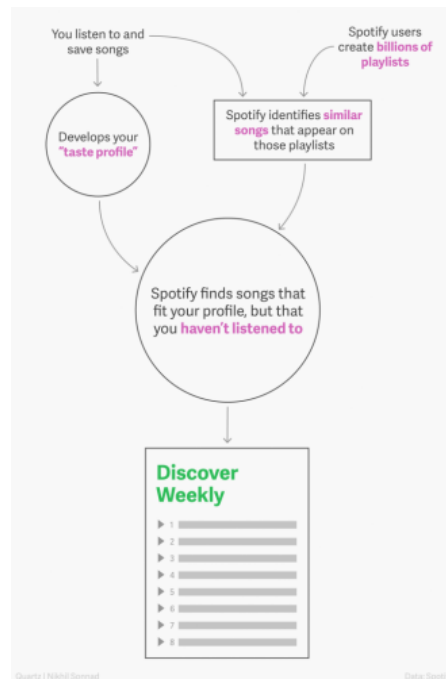 You listen to and
save songs
Spotify users
create billions of
playlists
Develops your
"taste profile"
Spotify identifies similar
songs that appear on
those playlists
Spotify finds songs that
fit your profile, but that
you haven't listened to
Discover
Weekly
1
2
3
4
5
6
7
8
Quartz | Nikhil Sonnad
Data: